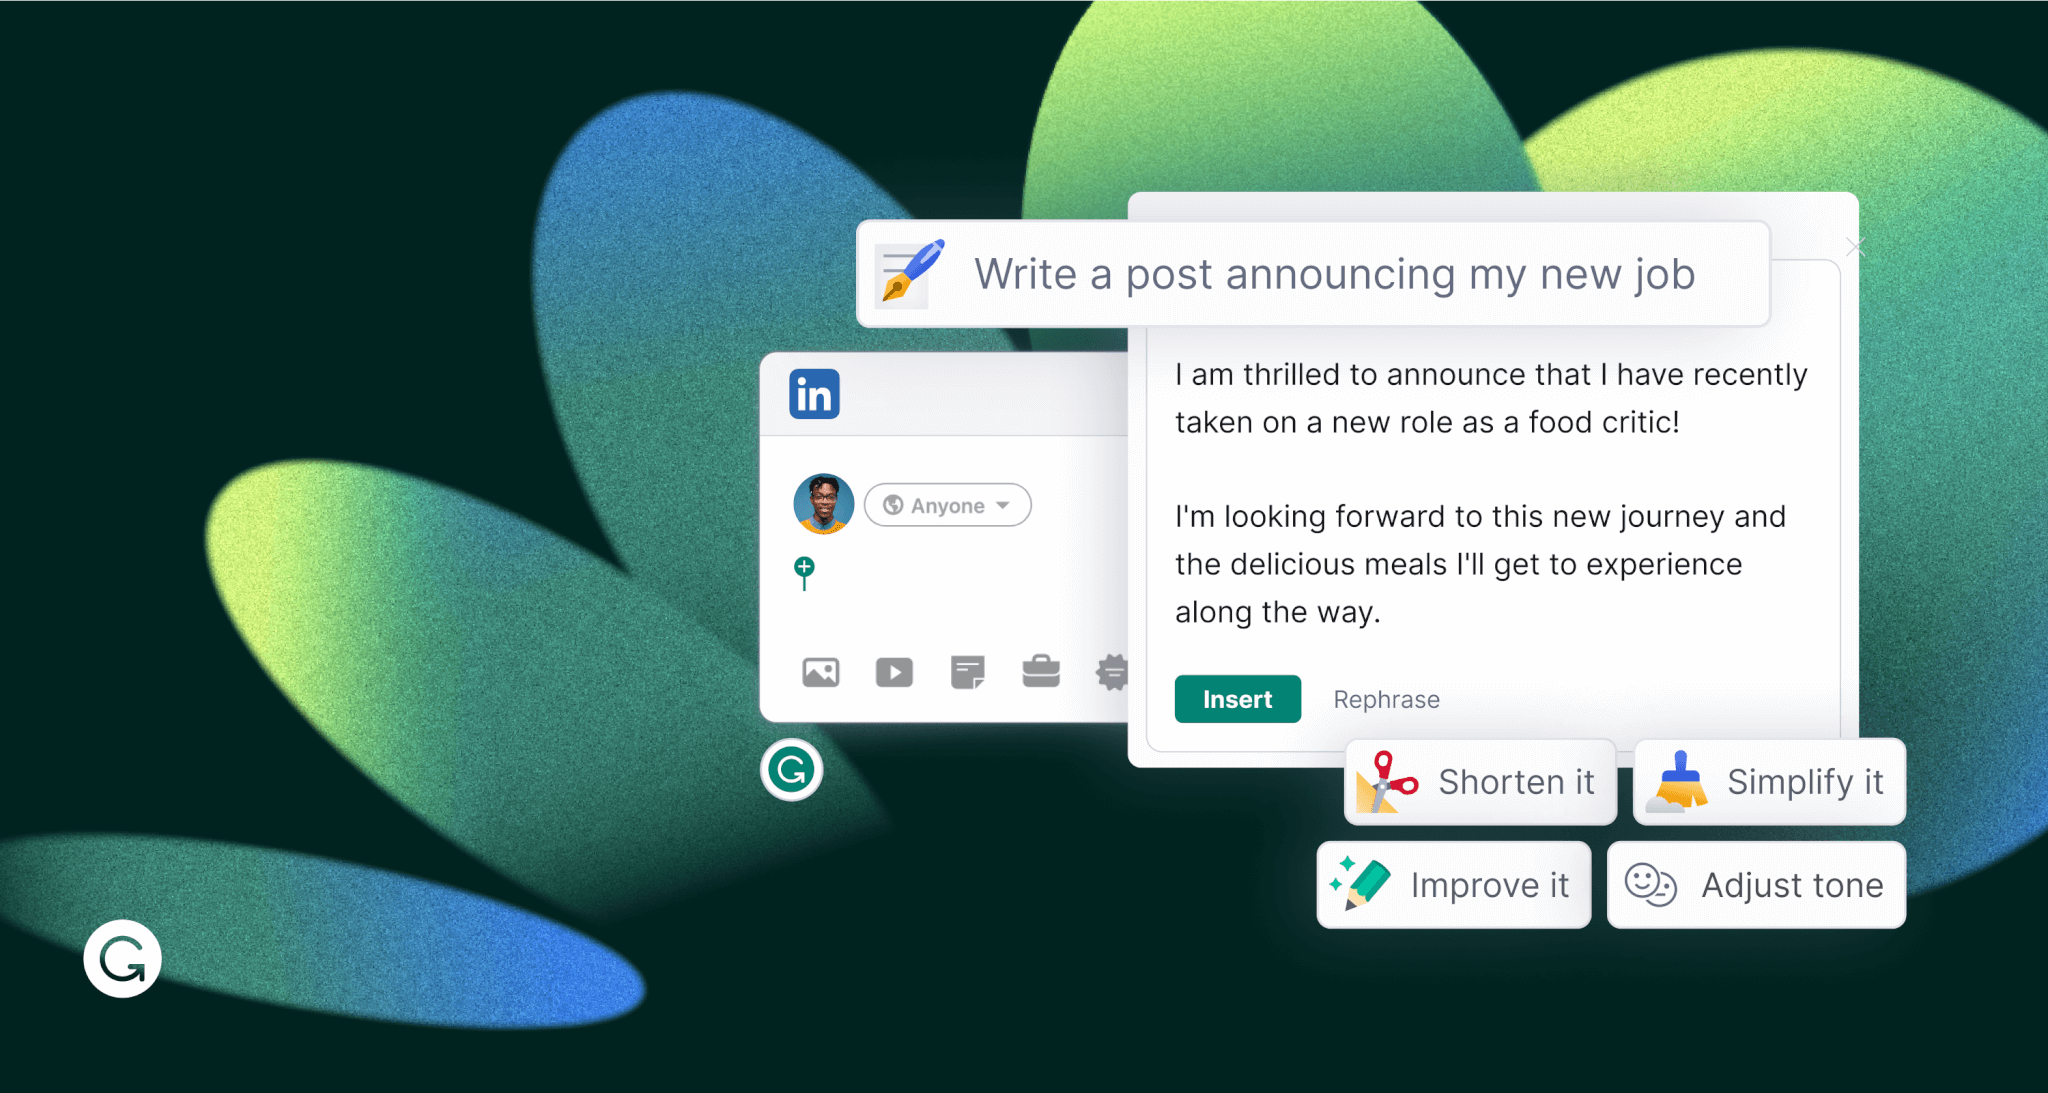 Write a post announcing my new job
in
Anyone
I am thrilled to announce that I have recently
taken on a new role as a food critic!
I'm looking forward to this new journey and
the delicious meals I'll get to experience
along the way.
Insert
Rephrase
Shorten it
Simplify it
Improve it
Adjust tone